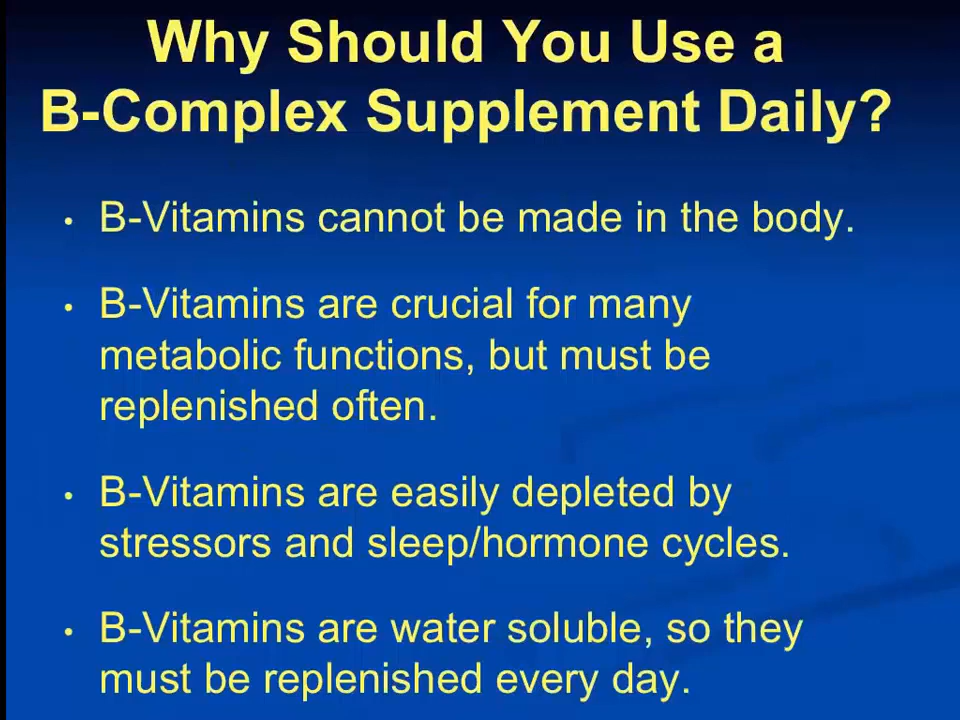 Why Should You Use a
B-Complex Supplement Daily?
• B-Vitamins cannot be made in the body.
• B-Vitamins are crucial for many
metabolic functions, but must be
replenished often.
• B-Vitamins are easily depleted by
stressors and sleep/hormone cycles.
• B-Vitamins are water soluble, so they
must be replenished every day.